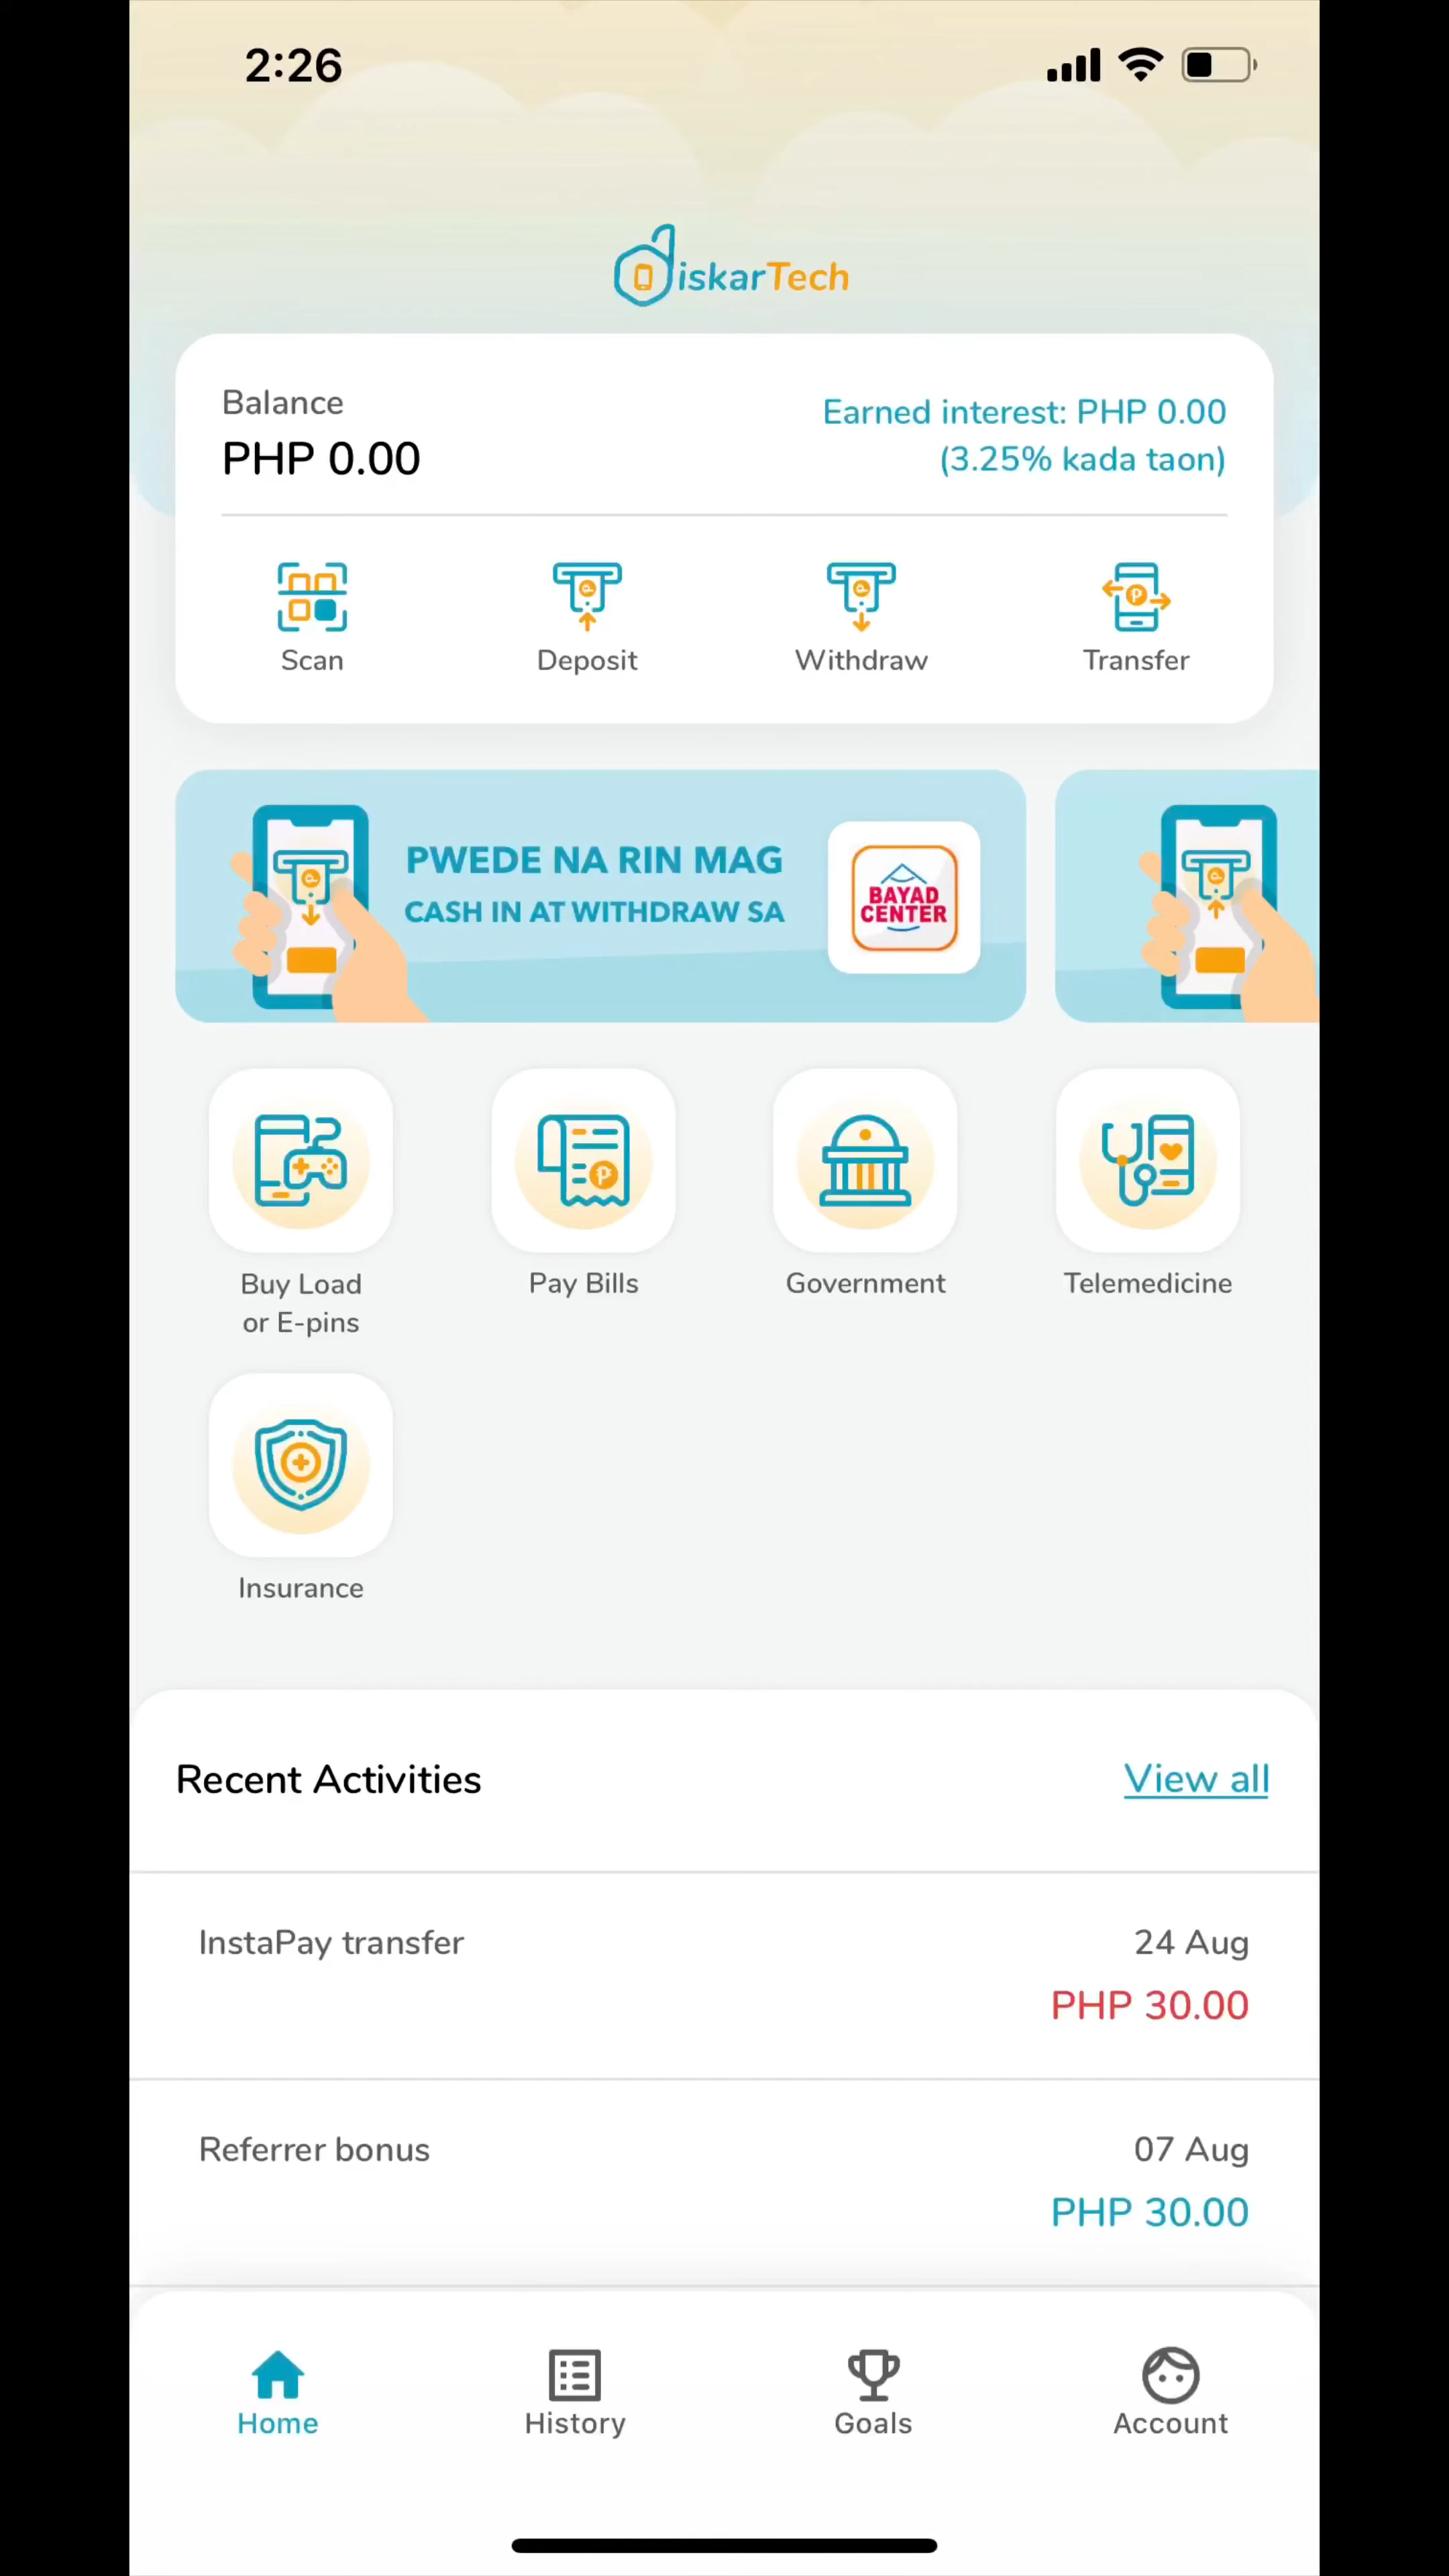 2:26
diskarTech
Balance
PHP 0.00
Earned interest: PHP 0.00
(3.25% kada taon)
Scan
Deposit
Withdraw
Transfer
PWEDE NA RIN MAG
CASH IN AT WITHDRAW SA
BAYAD
CENTER
Buy Load
or E-pins
Pay Bills
Government
Telemedicine
Insurance
Recent Activities
View all
InstaPay transfer
24 Aug
PHP 30.00
Referrer bonus
07 Aug
PHP 30.00
Home
History
Goals
Account